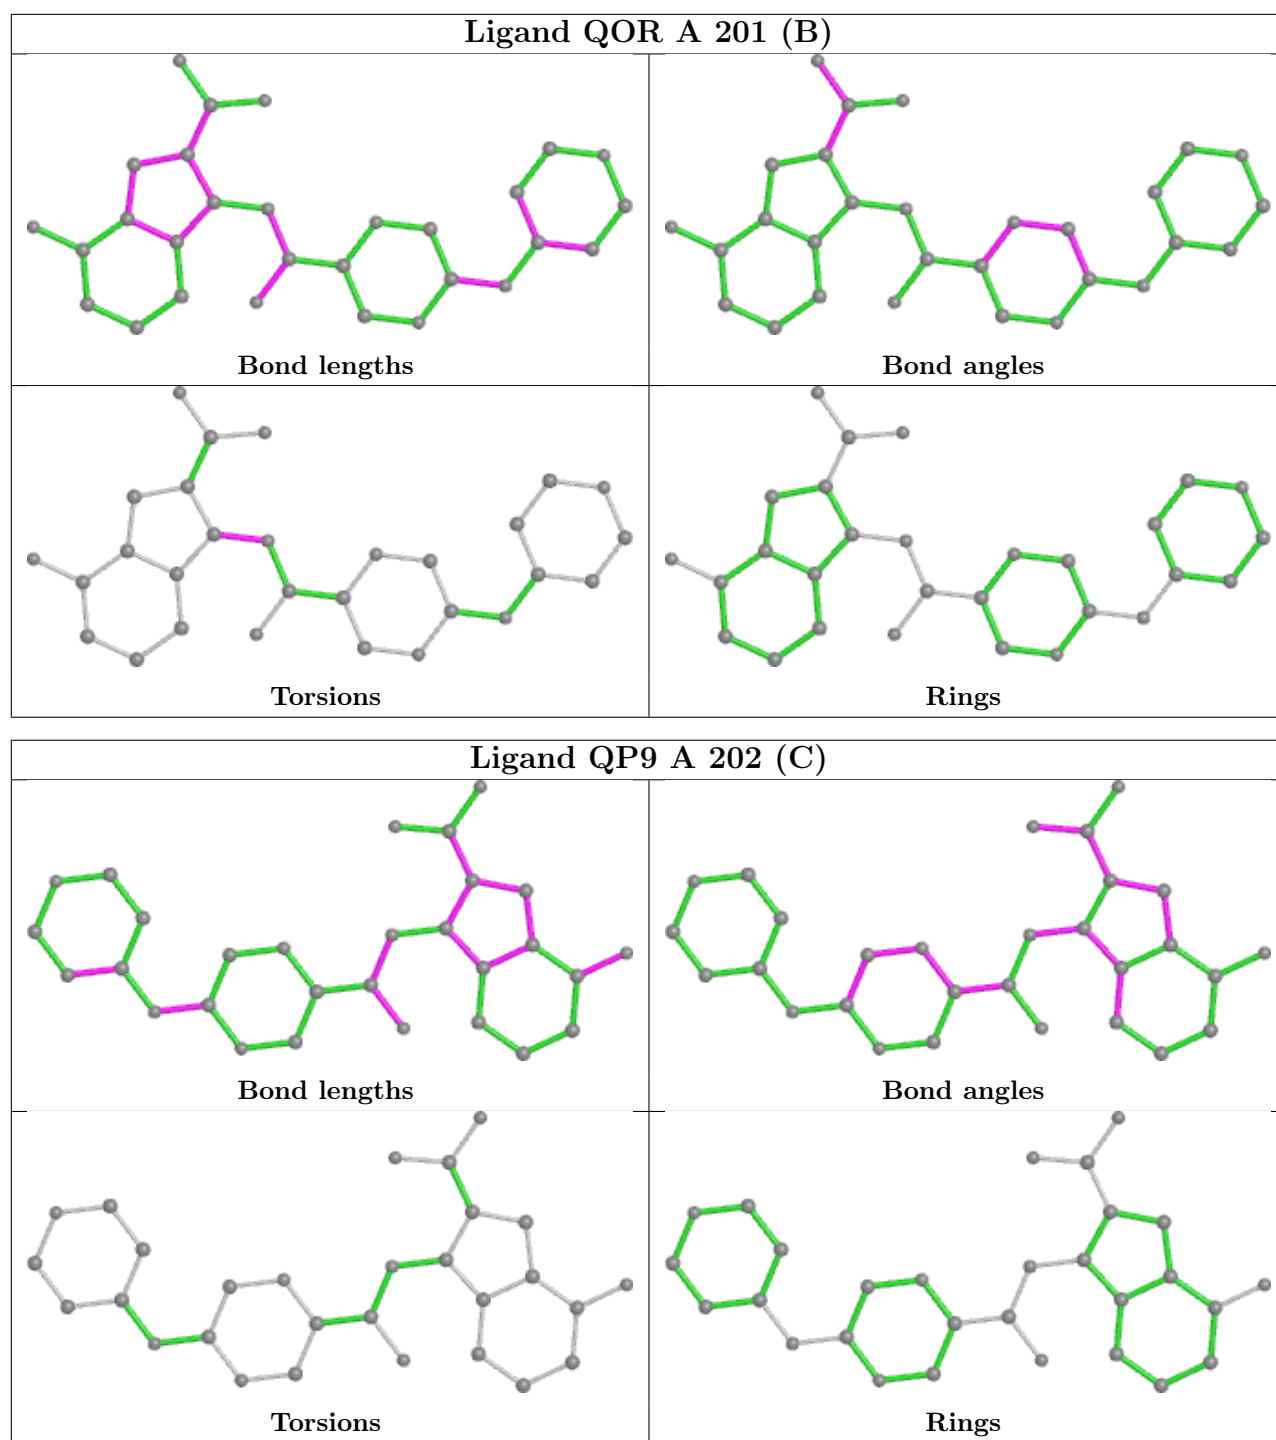 Ligand QOR A 201 (B)
Bond lengths
Bond angles
Torsions
Rings
Ligand QP9 A 202 (C)
Bond lengths
Bond angles
Torsions
Rings